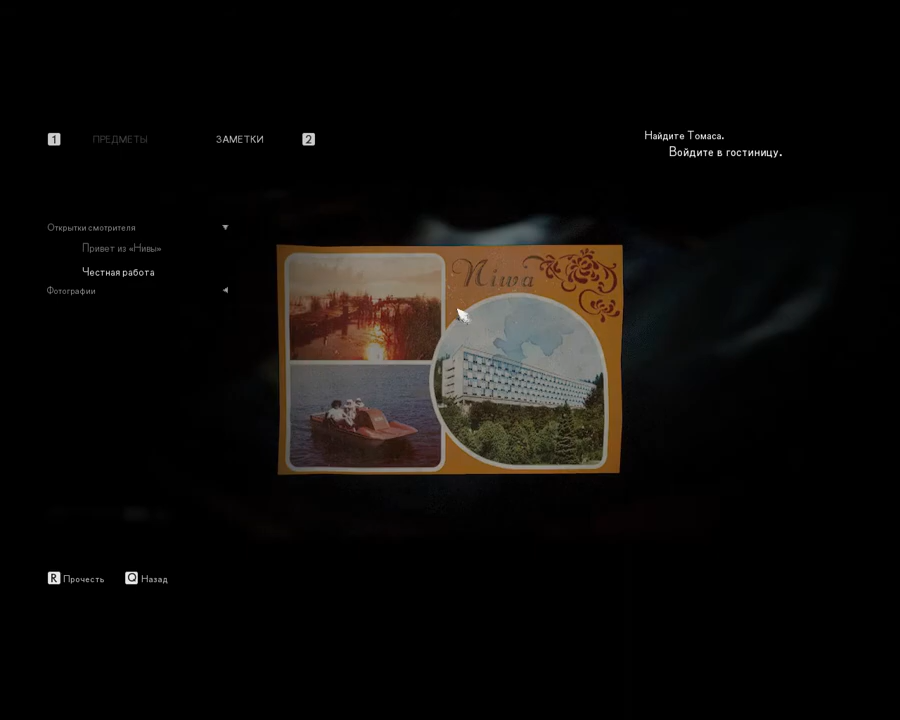 1 ПРЕДМЕТЫ ЗАМЕТКИ 2
Найдите Томаса.
Войдите в гостиницу.
Открытки смотрителя
Привет из «Нивы»
Честная работа
Фотографии
Niwa
R Прочесть Q Назад